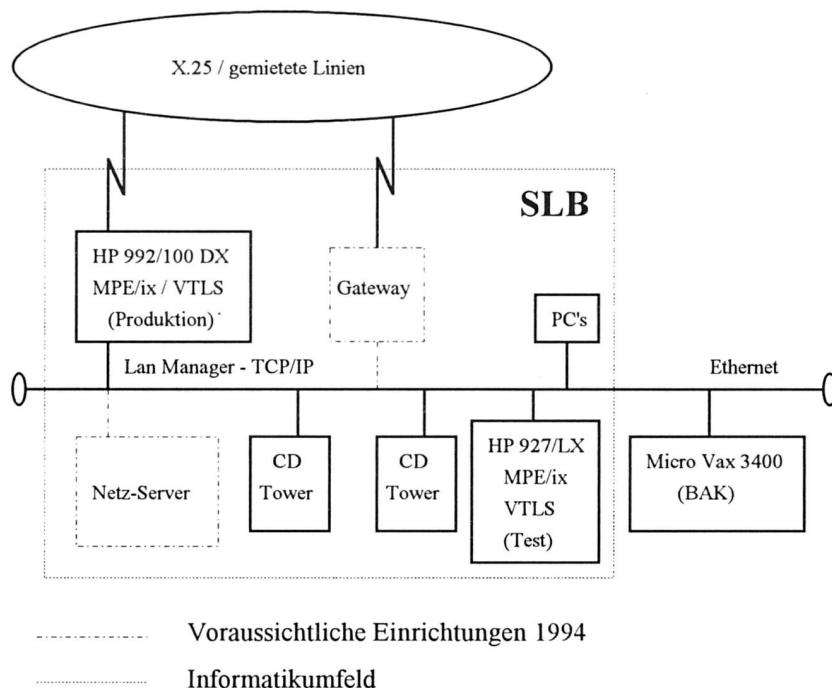 X.25 / gemietete Linien
SLB
HP 992/100 DX
MPE/ix / VTLS
(Produktion)
Gateway
PC's
Lan Manager - TCP/IP
Ethernet
Netz-Server
CD
Tower
CD
Tower
HP 927/LX
MPE/ix
VTLS
(Test)
Micro Vax 3400
(BAK)
Voraussichtliche Einrichtungen 1994
Informatikumfeld